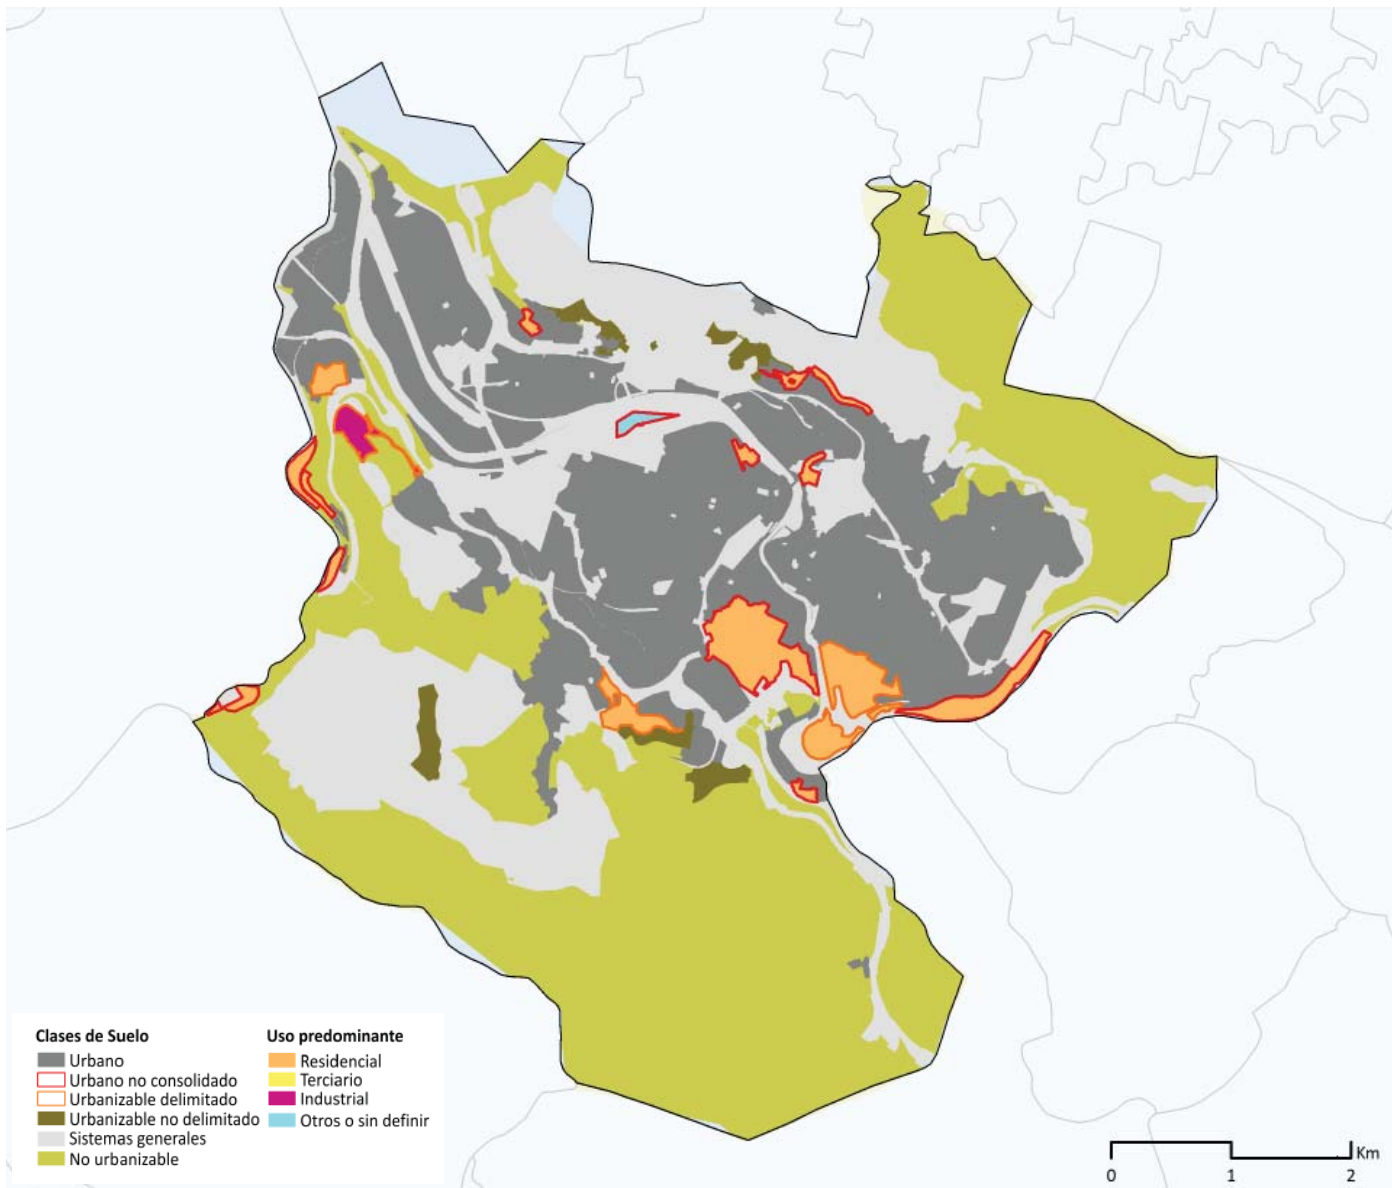 Clases de Suelo
Urbano
Urbano no consolidado
Urbanizable delimitado
Urbanizable no delimitado
Sistemas generales
No urbanizable
Uso predominante
Residencial
Terciario
Industrial
Otros o sin definir
Km
0 1 2